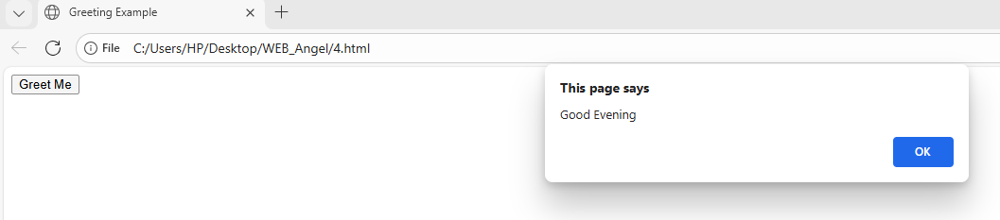 Greeting Example
File C:/Users/HP/Desktop/WEB_Angel/4.html
Greet Me
This page says
Good Evening
OK